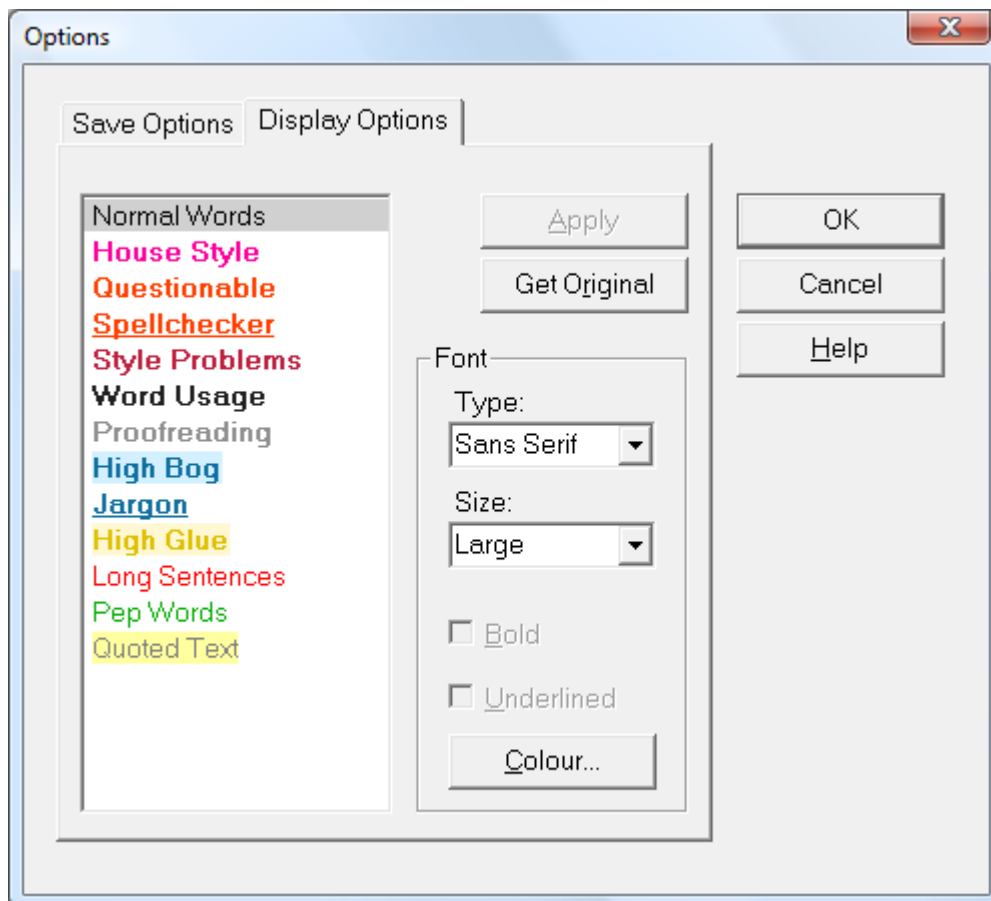 Options
Save Options
Display Options
Normal Words
House Style
Questionable
Spellchecker
Style Problems
Word Usage
Proofreading
High Bog
Jargon
High Glue
Long Sentences
Pep Words
Quoted Text
Apply
Get Original
Font
Type:
Sans Serif
Size:
Large
Bold
Underlined
Colour...
OK
Cancel
Help